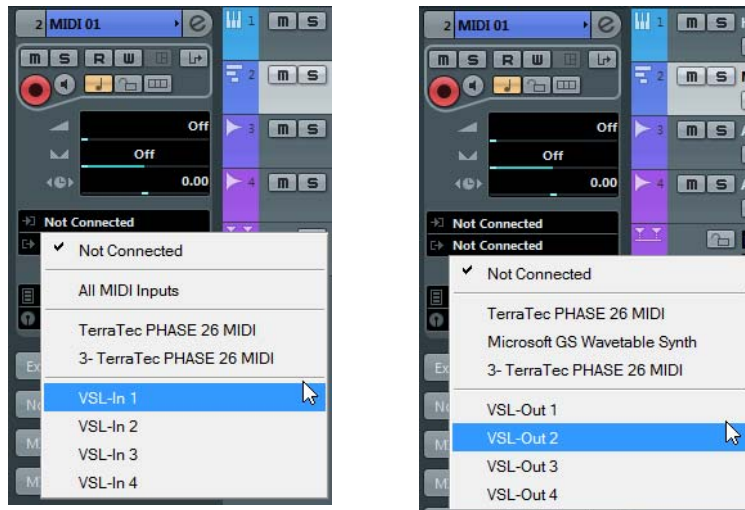 2 MIDI 01 e 1 m S
m S R W
2 m S
Off
3 m S
Off
0.00
4 m S
Not Connected
Not Connected
All MIDI Inputs
TerraTec PHASE 26 MIDI
3- TerraTec PHASE 26 MIDI
VSL-In 1
VSL-In 2
VSL-In 3
VSL-In 4
2 MIDI 01 e 1 m S
m S R W
2 m S
Off
3 m S
Off
0.00
4 m S
Not Connected
Not Connected
Not Connected
TerraTec PHASE 26 MIDI
Microsoft GS Wavetable Synth
3- TerraTec PHASE 26 MIDI
VSL-Out 1
VSL-Out 2
VSL-Out 3
VSL-Out 4